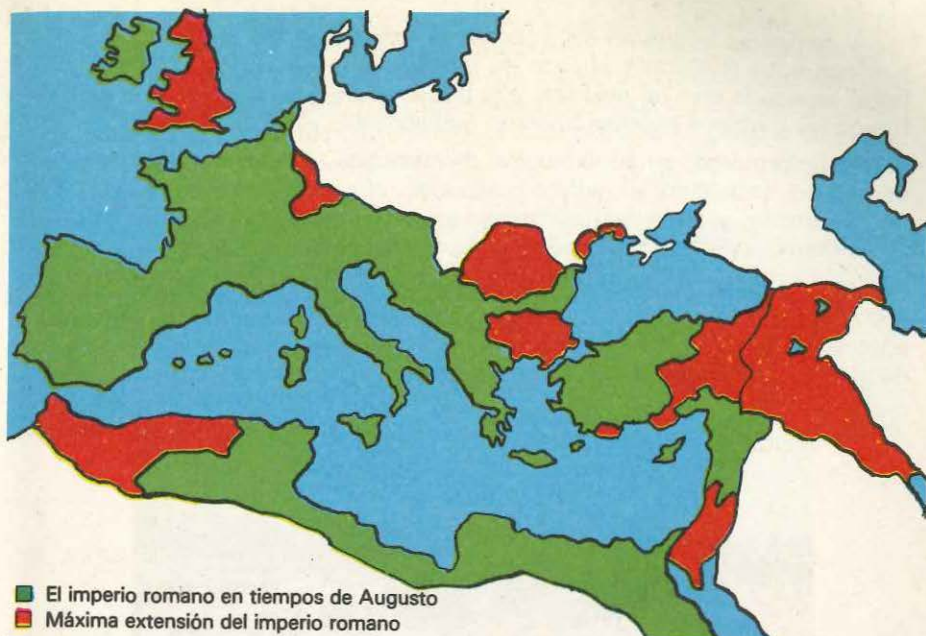 El imperio romano en tiempos de Augusto
Máxima extensión del imperio romano